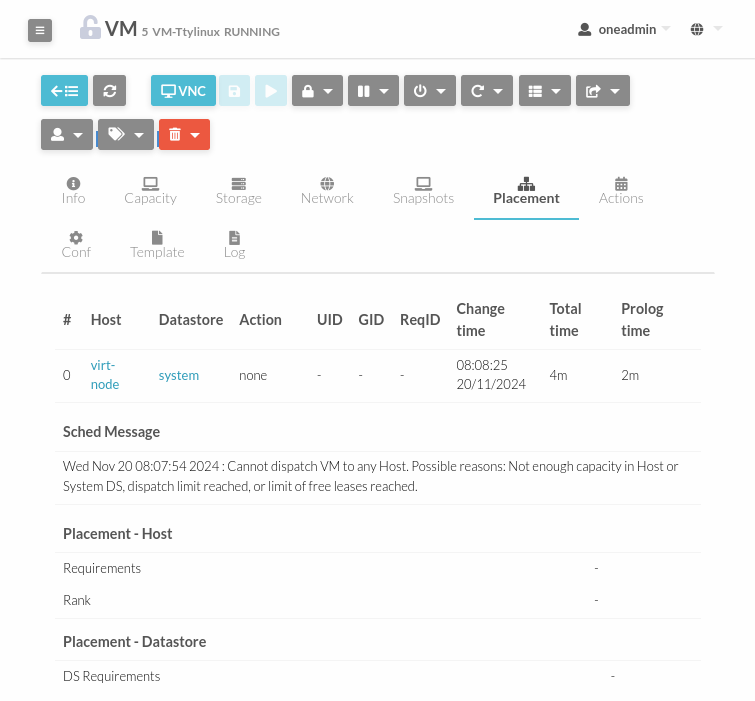 VM 5 VM-Ttylinux RUNNING
oneadmin
VNC
Info Capacity Storage Network Snapshots Placement Actions
Conf Template Log
# Host Datastore Action UID GID ReqID Change time Total time Prolog time
0 virt-node system none - - - 08:08:25 20/11/2024 4m 2m
Sched Message
Wed Nov 20 08:07:54 2024 : Cannot dispatch VM to any Host. Possible reasons: Not enough capacity in Host or
System DS, dispatch limit reached, or limit of free leases reached.
Placement - Host
Requirements -
Rank -
Placement - Datastore
DS Requirements -